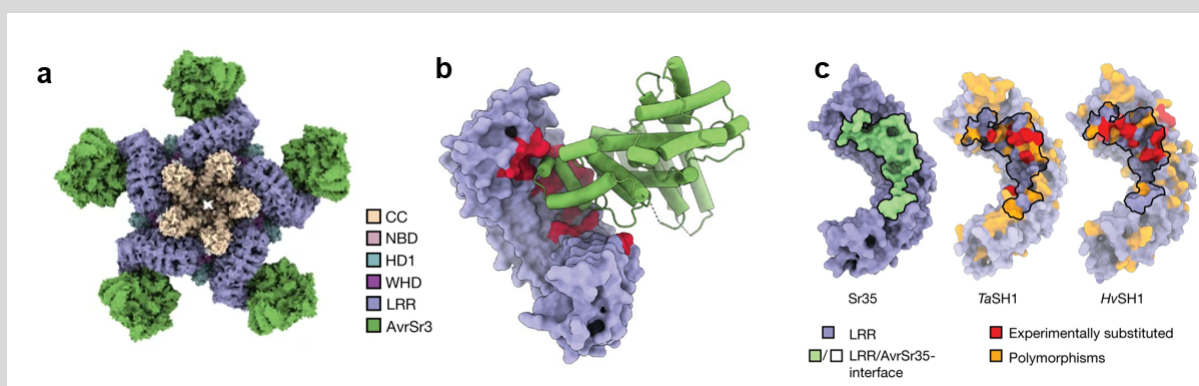 a
b
c
CC
NBD
HD1
WHD
LRR
AvrSr3
Sr35
TaSH1
HvSH1
LRR
/ LRR/AvrSr35-
interface
Experimentally substituted
Polymorphisms